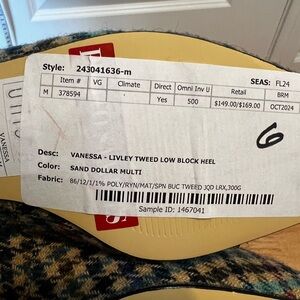 Style: 243041636-m SEAS: FL24
Item # VG Climate Direct Omni Inv U Retail BRM
M 378594 Yes 500 $149.00/$169.00 OCT2024
6
Desc: VANESSA - LIVLEY TWEED LOW BLOCK HEEL
Color: SAND DOLLAR MULTI
Fabric: 86/12/1/1% POLY/RYN/MAT/SPN BUC TWEED JQD LRX,300G
Sample ID: 1467041